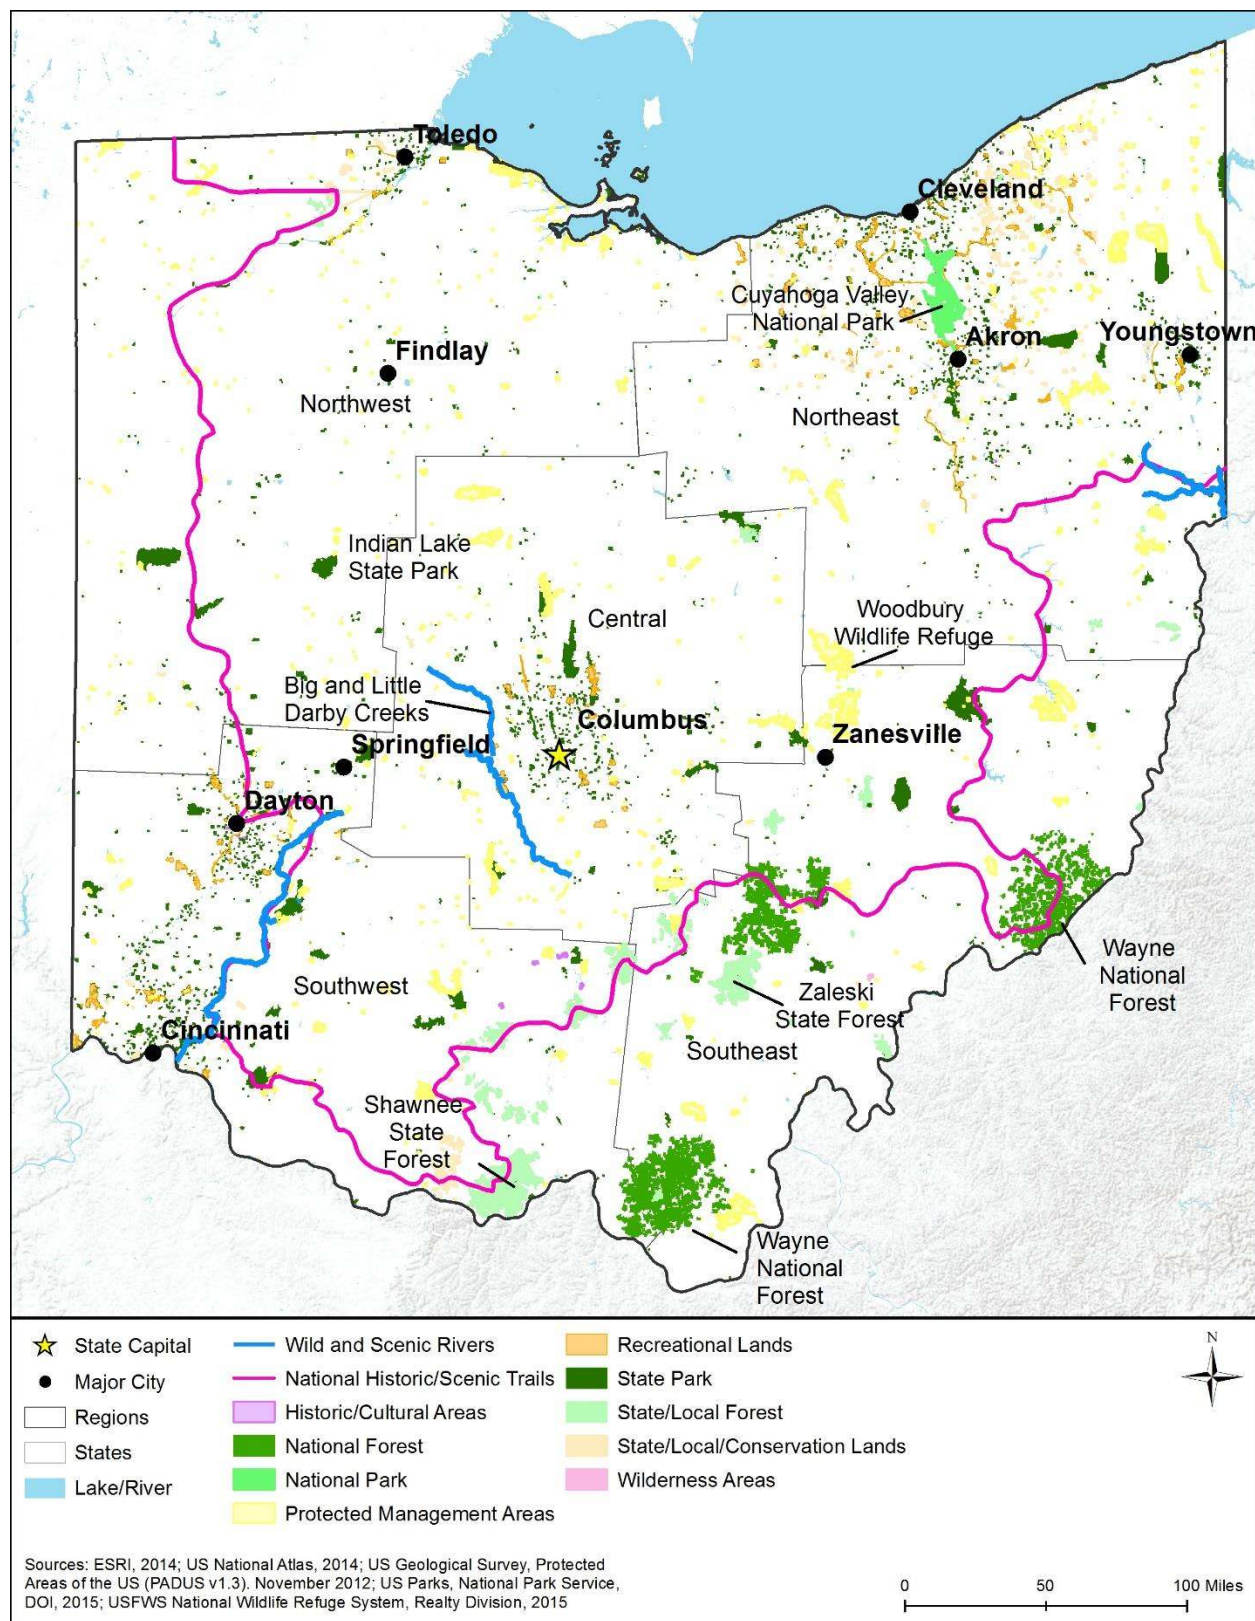 Toledo
Cleveland
Cuyahoga Valley
National Park
Akron
Youngstown
Findlay
Northwest
Northeast
Indian Lake
State Park
Central
Woodbury
Wildlife Refuge
Big and Little
Darby Creeks
Columbus
Springfield
Zanesville
Dayton
Wayne
National
Forest
Southwest
Zaleski
State Forest
Cincinnati
Southeast
Shawnee
State
Forest
Wayne
National
Forest
State Capital
Major City
Regions
States
Lake/River
Wild and Scenic Rivers
National Historic/Scenic Trails
Historic/Cultural Areas
National Forest
National Park
Protected Management Areas
Recreational Lands
State Park
State/Local Forest
State/Local/Conservation Lands
Wilderness Areas
N
Sources: ESRI, 2014; US National Atlas, 2014; US Geological Survey, Protected
Areas of the US (PADUS v1.3). November 2012; US Parks, National Park Service,
DOI, 2015; USFWS National Wildlife Refuge System, Realty Division, 2015
0 50 100 Miles